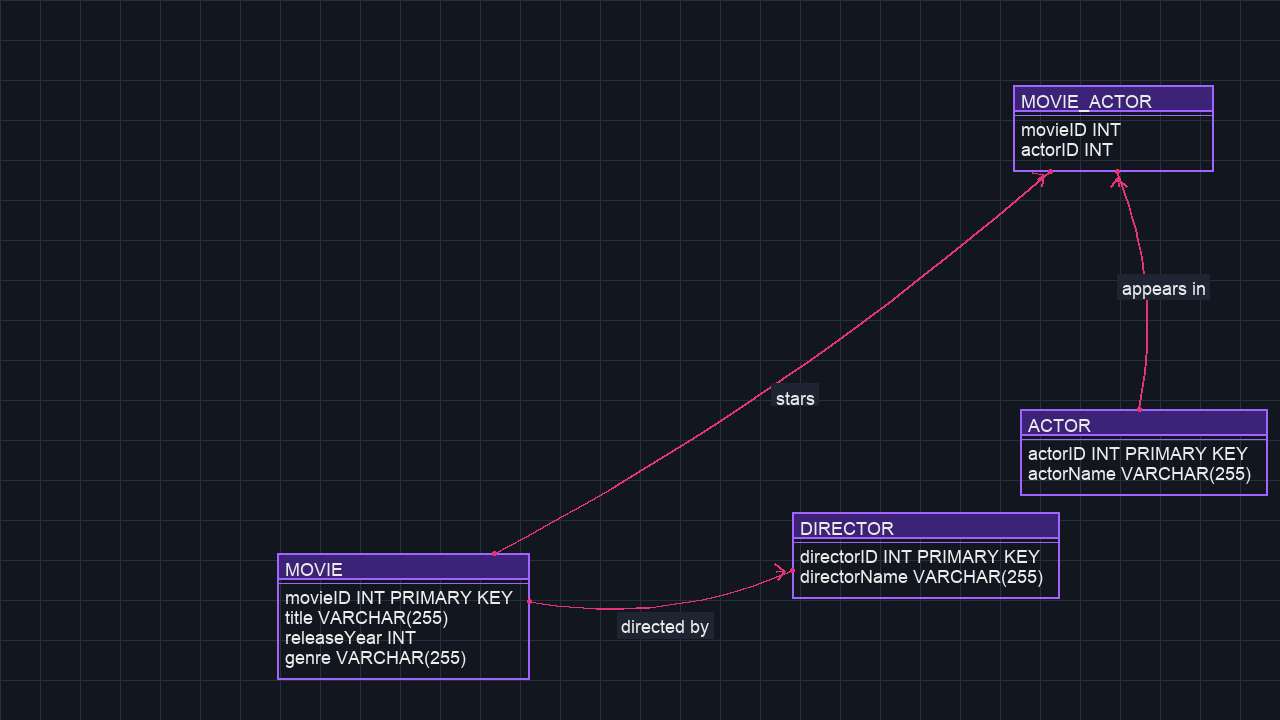 MOVIE_ACTOR
movieID INT
actorID INT
appears in
stars
ACTOR
actorID INT PRIMARY KEY
actorName VARCHAR(255)
DIRECTOR
directorID INT PRIMARY KEY
directorName VARCHAR(255)
MOVIE
movieID INT PRIMARY KEY
title VARCHAR(255)
releaseYear INT
genre VARCHAR(255)
directed by